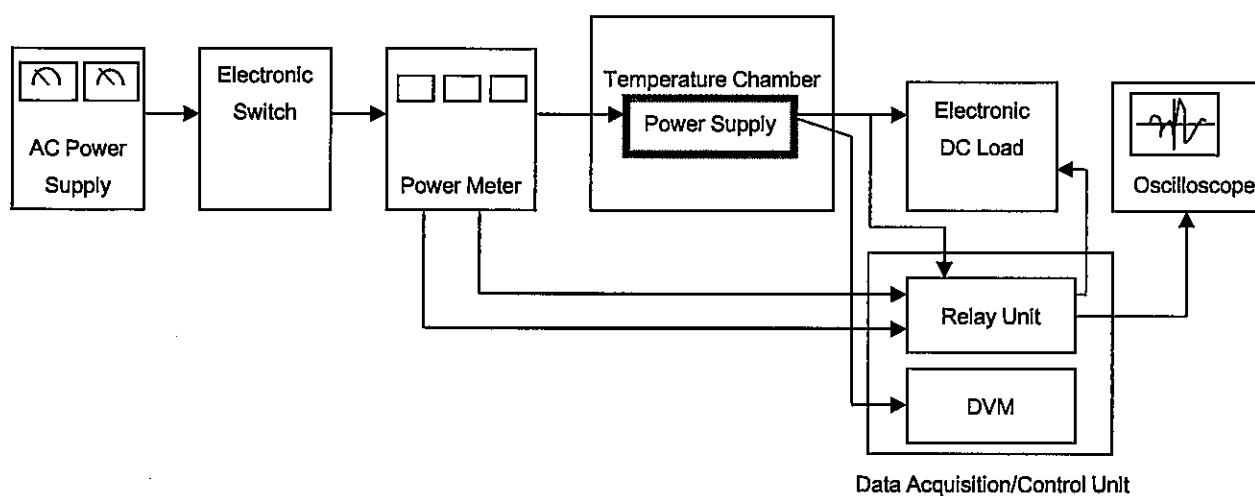 AC Power
Supply
Electronic
Switch
Power Meter
Temperature Chamber
Power Supply
Electronic
DC Load
Oscilloscope
Relay Unit
DVM
Data Acquisition/Control Unit